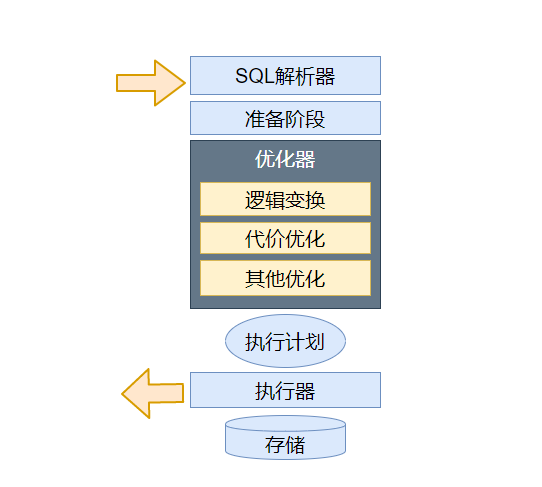 SQL解析器
准备阶段
优化器
逻辑变换
代价优化
其他优化
执行计划
执行器
存储